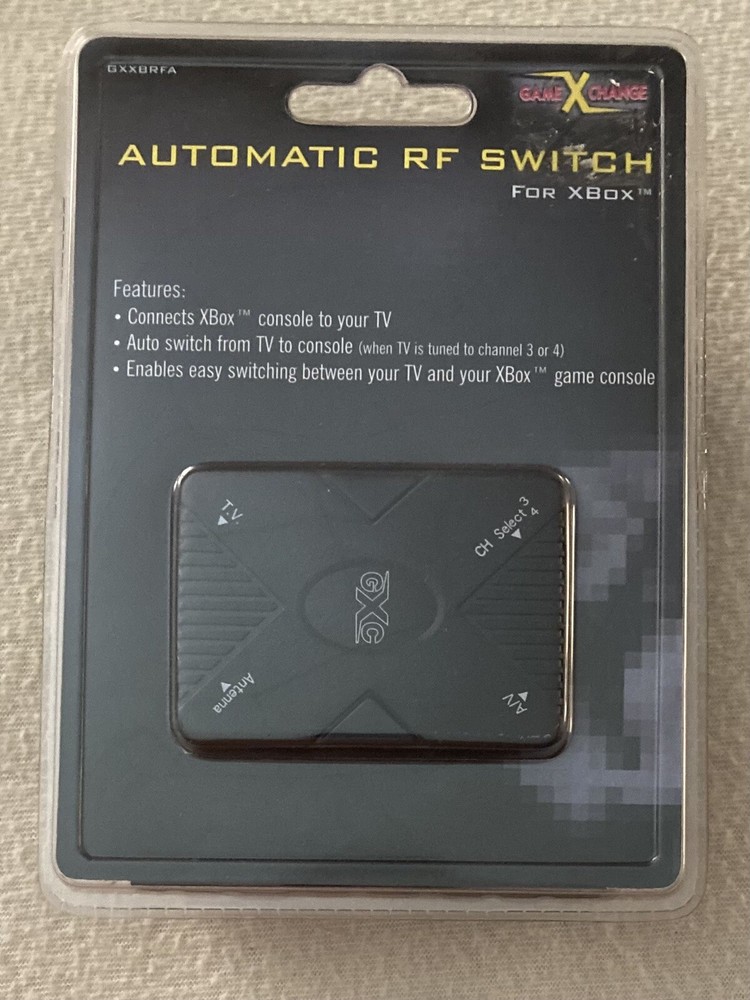 GXXBRFA
GAME X CHANGE
AUTOMATIC RF SWITCH
FOR XBOX™
Features:
• Connects XBox™ console to your TV
• Auto switch from TV to console (when TV is tuned to channel 3 or 4)
• Enables easy switching between your TV and your XBox™ game console
T.V.
CH Select 3 4
GXC
Antenna
A/V